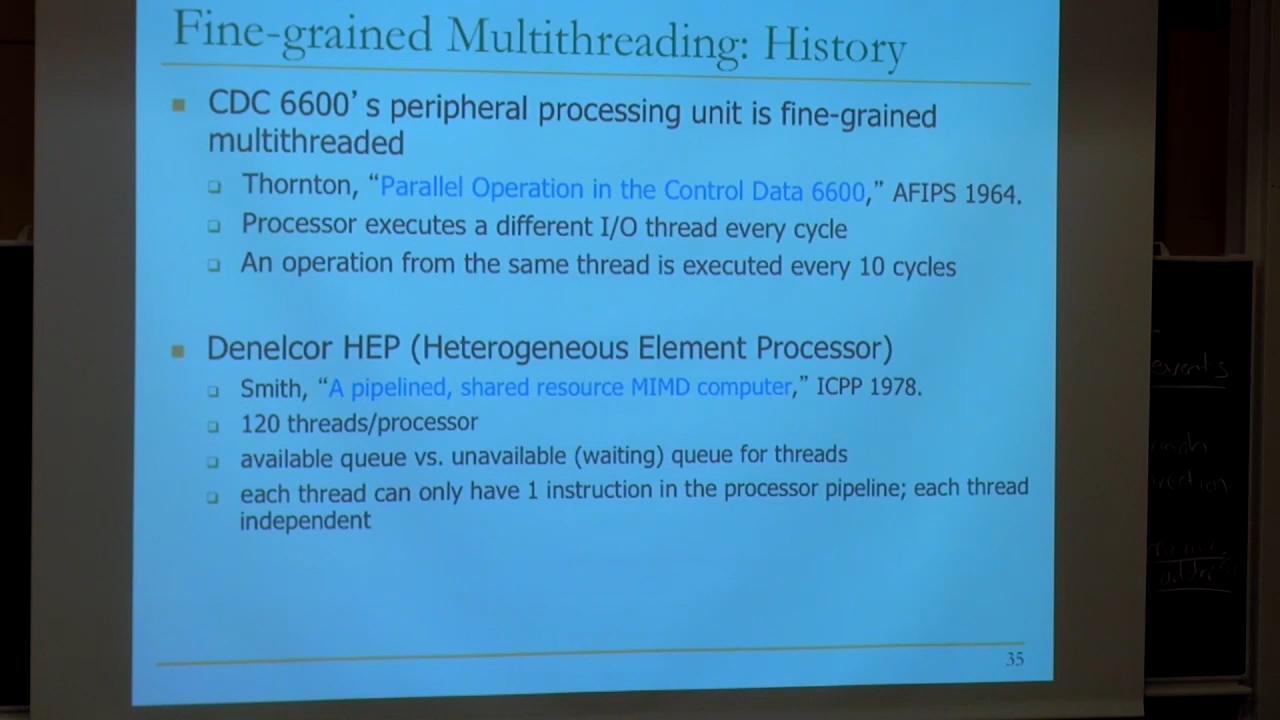 Fine-grained Multithreading: History
CDC 6600's peripheral processing unit is fine-grained
multithreaded
Thornton, “Parallel Operation in the Control Data 6600,” AFIPS 1964.
Processor executes a different I/O thread every cycle
An operation from the same thread is executed every 10 cycles
Denelcor HEP (Heterogeneous Element Processor)
Smith, “A pipelined, shared resource MIMD computer,” ICPP 1978.
120 threads/processor
available queue vs. unavailable (waiting) queue for threads
each thread can only have 1 instruction in the processor pipeline; each thread
independent
35
events